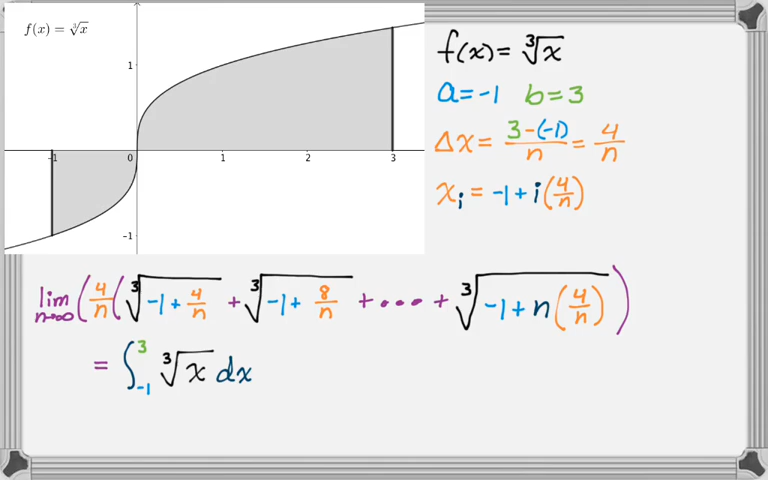 f(x) = ∛x
1
-1 0 1 2 3
-1
f(x) = ∛x
a = -1 b = 3
Δx = (3-(-1))/n = 4/n
xᵢ = -1 + i(4/n)
lim n→∞ (4/n(∛(-1 + 4/n) + ∛(-1 + 8/n) + ... + ∛(-1 + n(4/n)))
= ∫₋₁³ ∛x dx